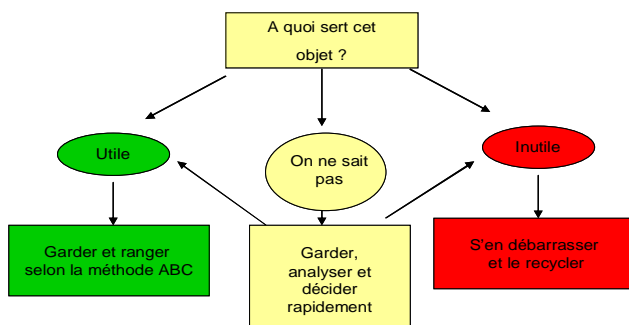 A quoi sert cet
objet ?
Utile
On ne sait
pas
Inutile
Garder et ranger
selon la méthode ABC
Garder,
analyser et
décider
rapidement
S'en débarrasser
et le recycler